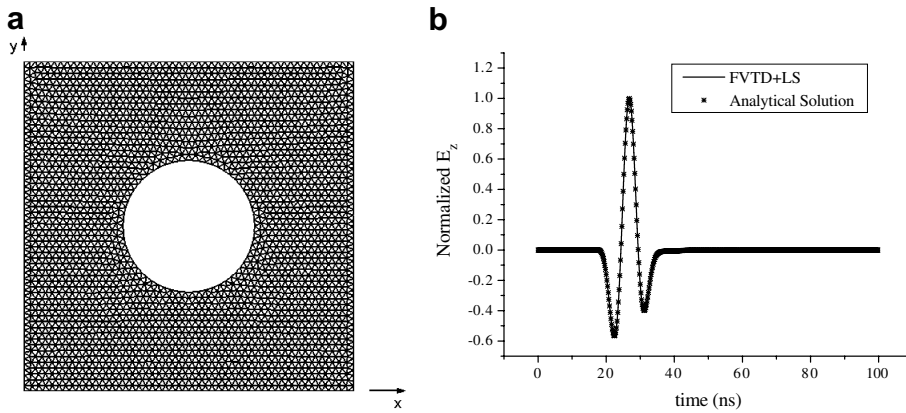 a
y
x
b
1.2
1.0
0.8
0.6
0.4
0.2
0.0
-0.2
-0.4
-0.6
Normalized E_z
FVTD+LS
Analytical Solution
0 20 40 60 80 100
time (ns)